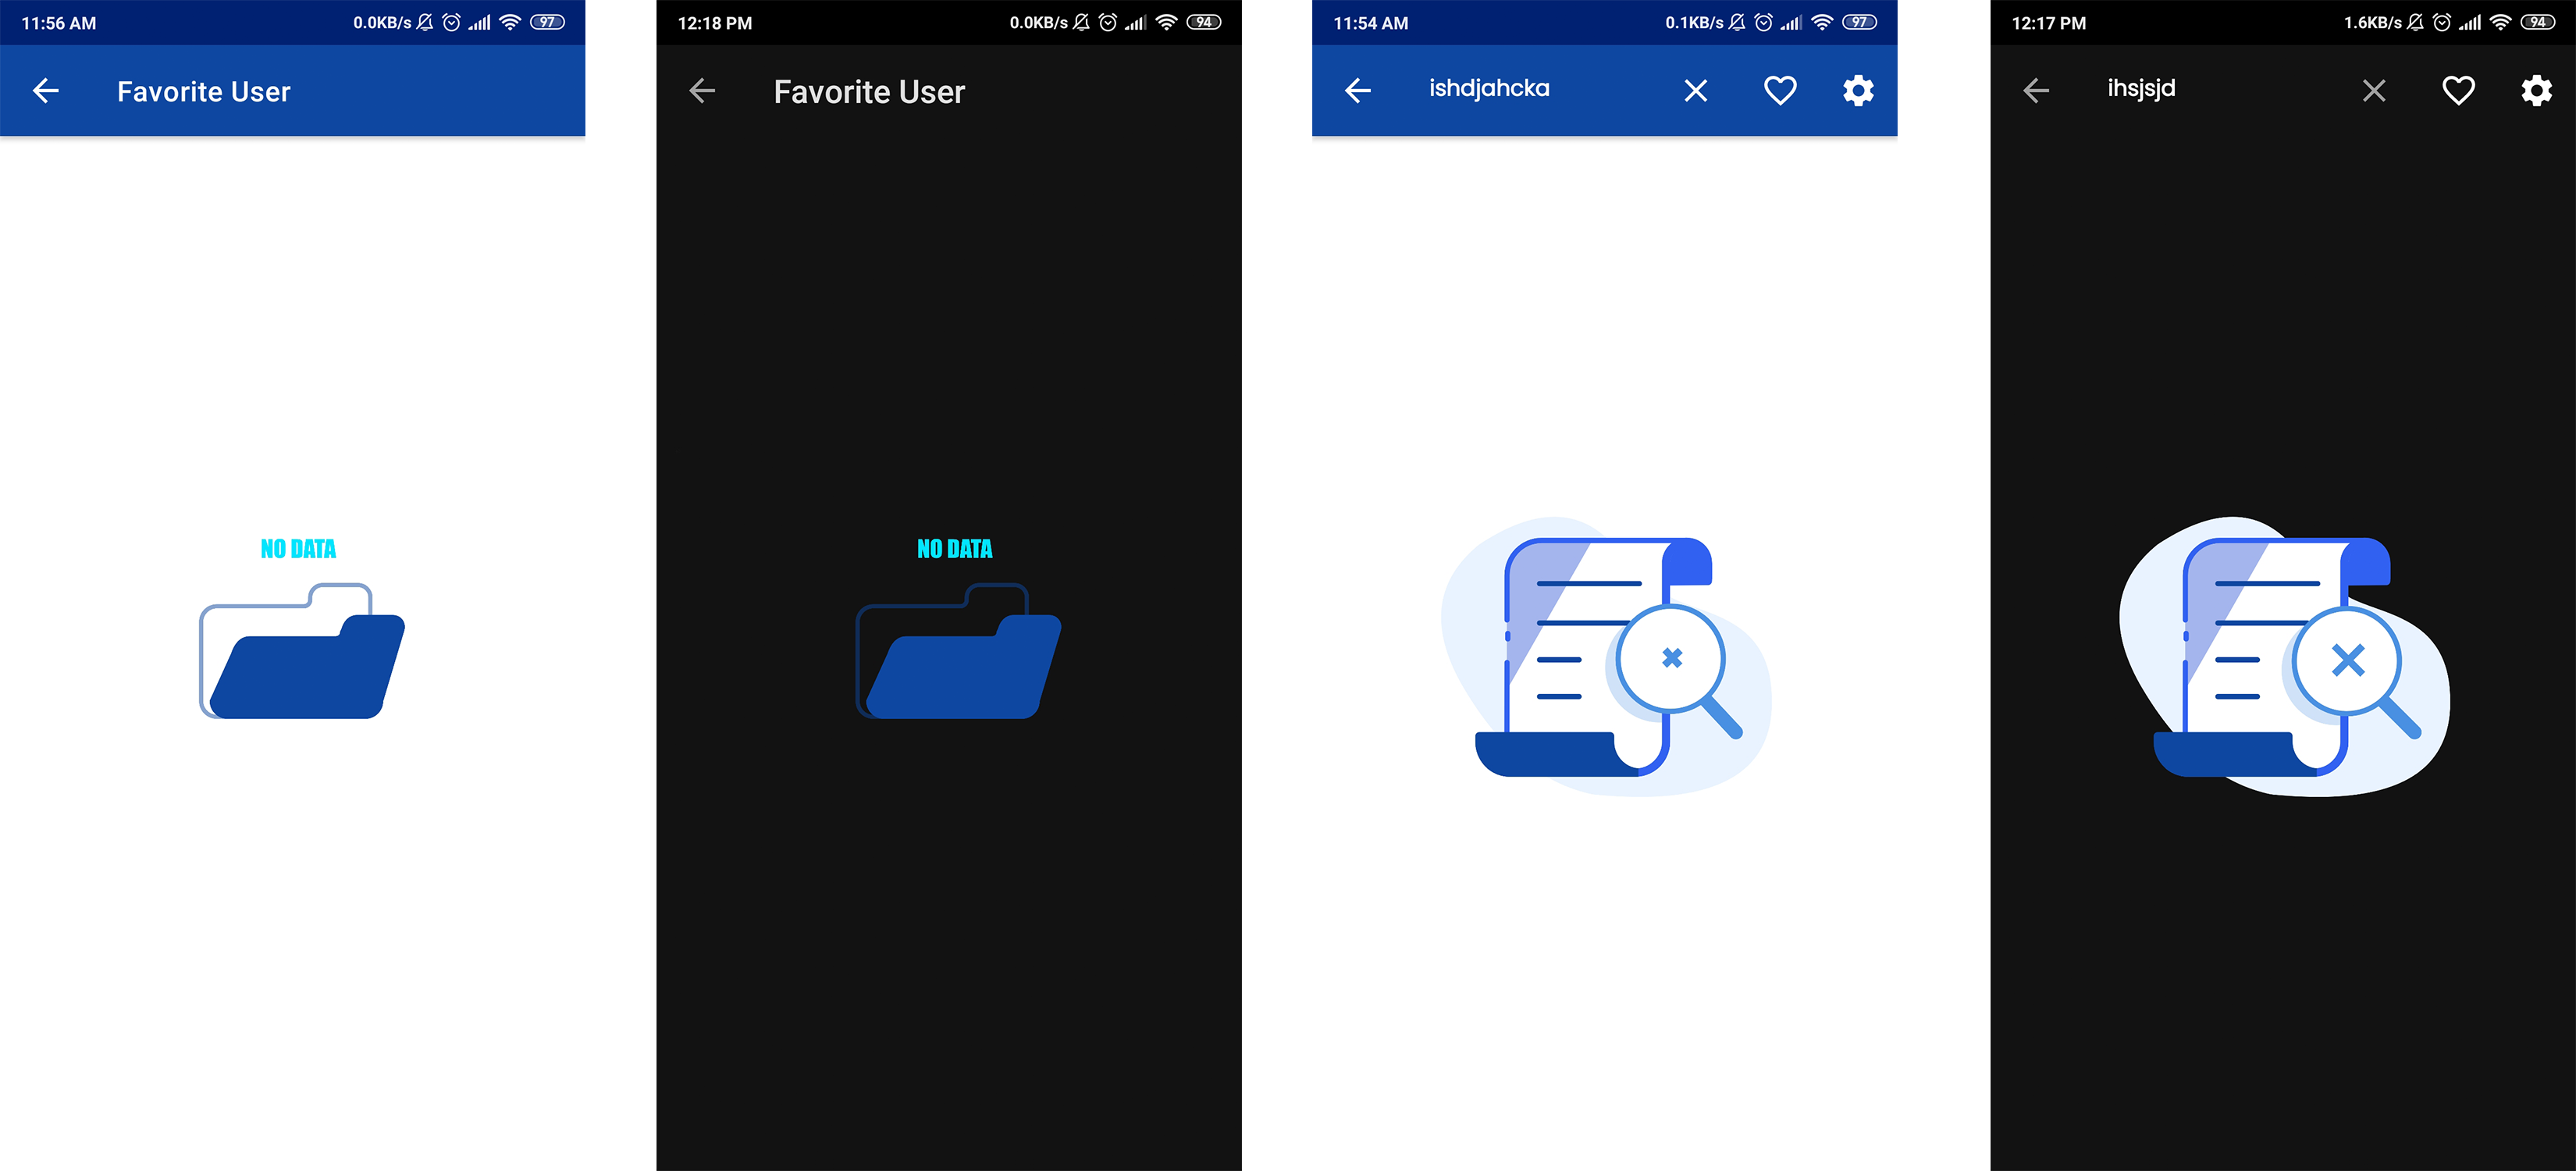 11:56 AM 0.0KB/s 97
Favorite User
NO DATA
12:18 PM 0.0KB/s 94
Favorite User
NO DATA
11:54 AM 0.1KB/s 97
ishdjahcka
12:17 PM 1.6KB/s 94
ihsjsjd